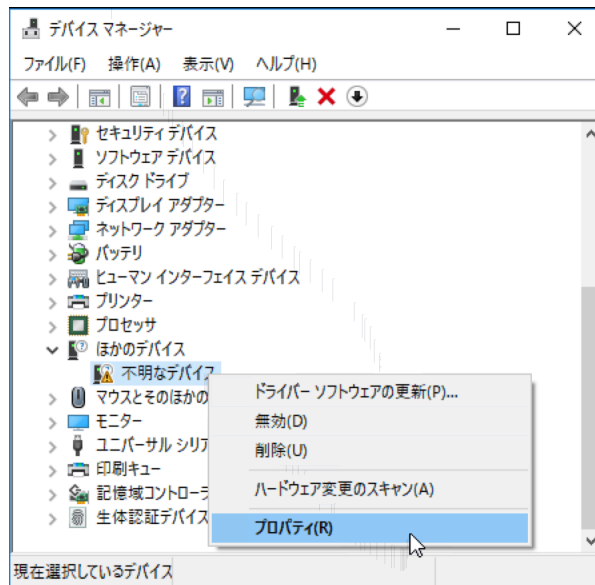 デバイス マネージャー
ファイル(F) 操作(A) 表示(V) ヘルプ(H)
セキュリティ デバイス
ソフトウェア デバイス
ディスク ドライブ
ディスプレイ アダプター
ネットワーク アダプター
バッテリ
ヒューマン インターフェイス デバイス
プリンター
プロセッサ
ほかのデバイス
不明なデバイス
マウスとそのほかの
モニター
ユニバーサル シリア
印刷キュー
記憶域コントローラ
生体認証デバイス
ドライバー ソフトウェアの更新(P)...
無効(D)
削除(U)
ハードウェア変更のスキャン(A)
プロパティ(R)
現在選択しているデバイス